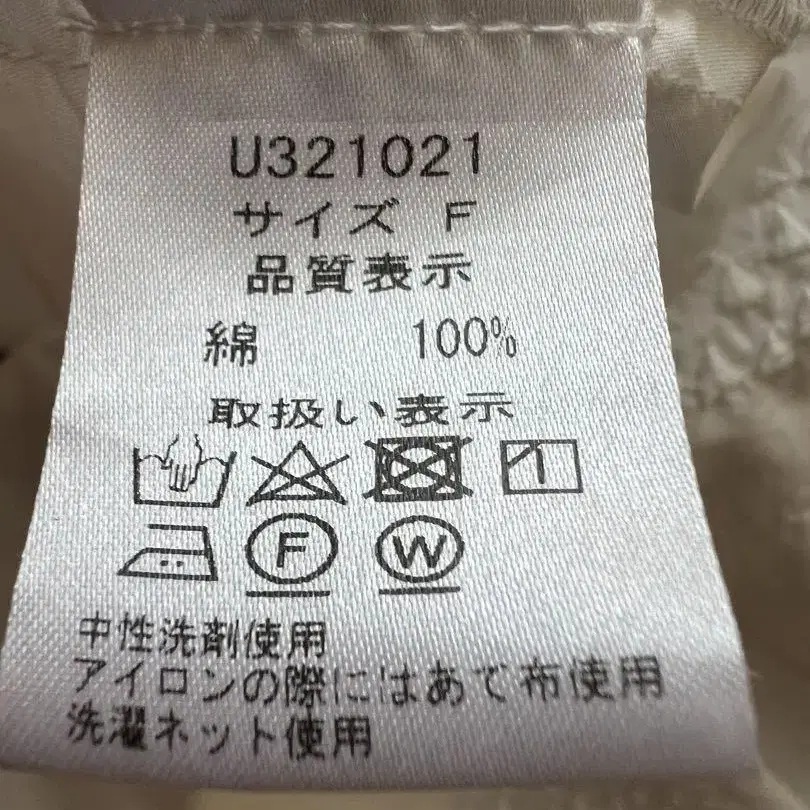 U321021
サイズ F
品質表示
綿 100%
取扱い表示
F W
中性洗剤使用
アイロンの際にはあて布使用
洗濯ネット使用